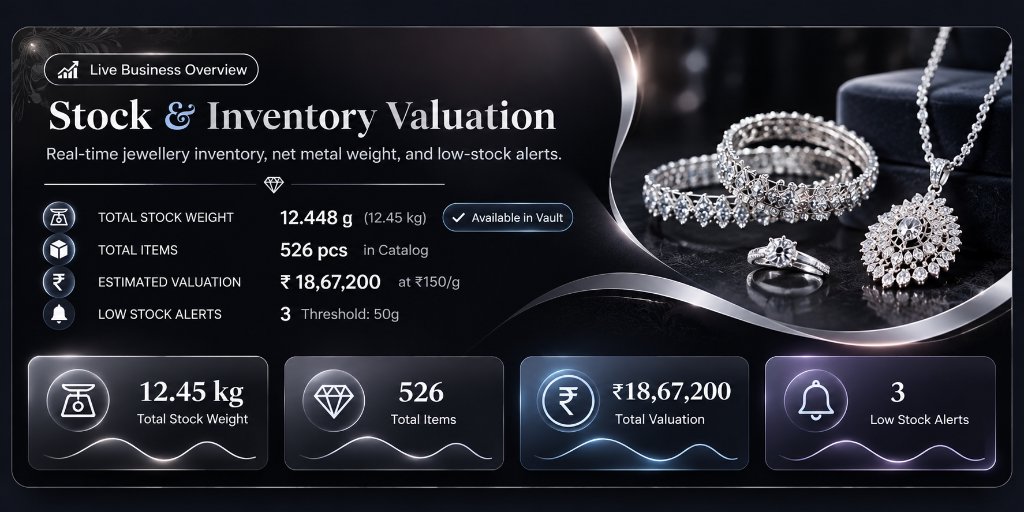 Live Business Overview
Stock & Inventory Valuation
Real-time jewellery inventory, net metal weight, and low-stock alerts.
TOTAL STOCK WEIGHT 12.448 g (12.45 kg) Available in Vault
TOTAL ITEMS 526 pcs in Catalog
ESTIMATED VALUATION ₹ 18,67,200 at ₹150/g
LOW STOCK ALERTS 3 Threshold: 50g
12.45 kg
Total Stock Weight
526
Total Items
₹18,67,200
Total Valuation
3
Low Stock Alerts